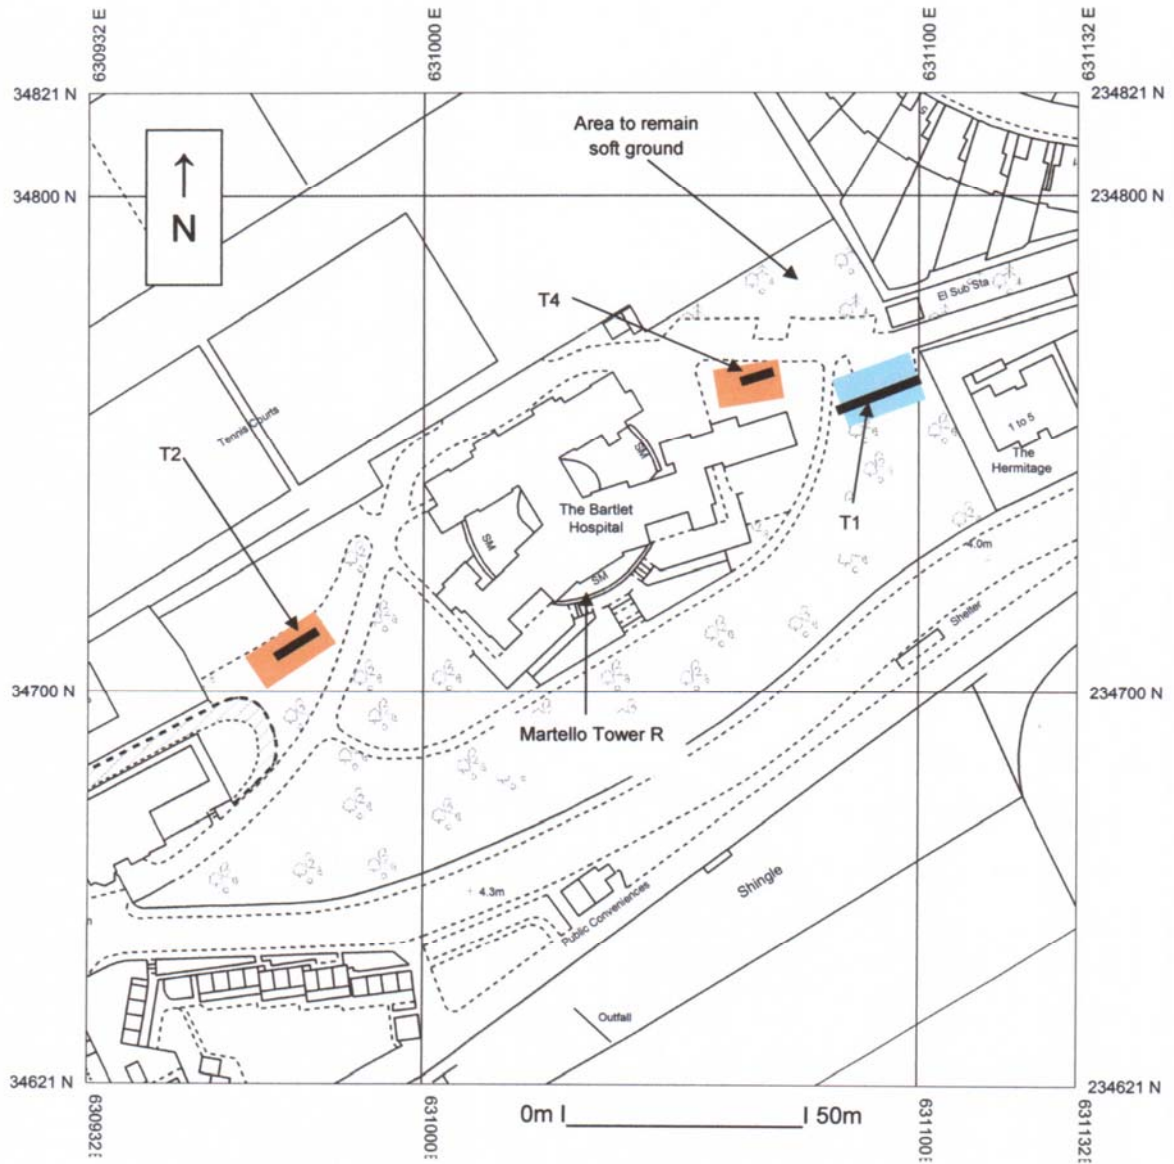 630932 E
631000 E
631100 E
631132 E
34821 N
234821 N
Area to remain
soft ground
34800 N
234800 N
N
El Sub Sta
T4
Tennis Courts
T2
SM
1 to 5
The
Hermitage
The Bartlet
Hospital
T1
SM
4.0m
SM
Shelter
34700 N
234700 N
Martello Tower R
4.3m
Shingle
Public Conveniences
Outfall
34621 N
234621 N
0m
50m
630932
631000
631100
631132